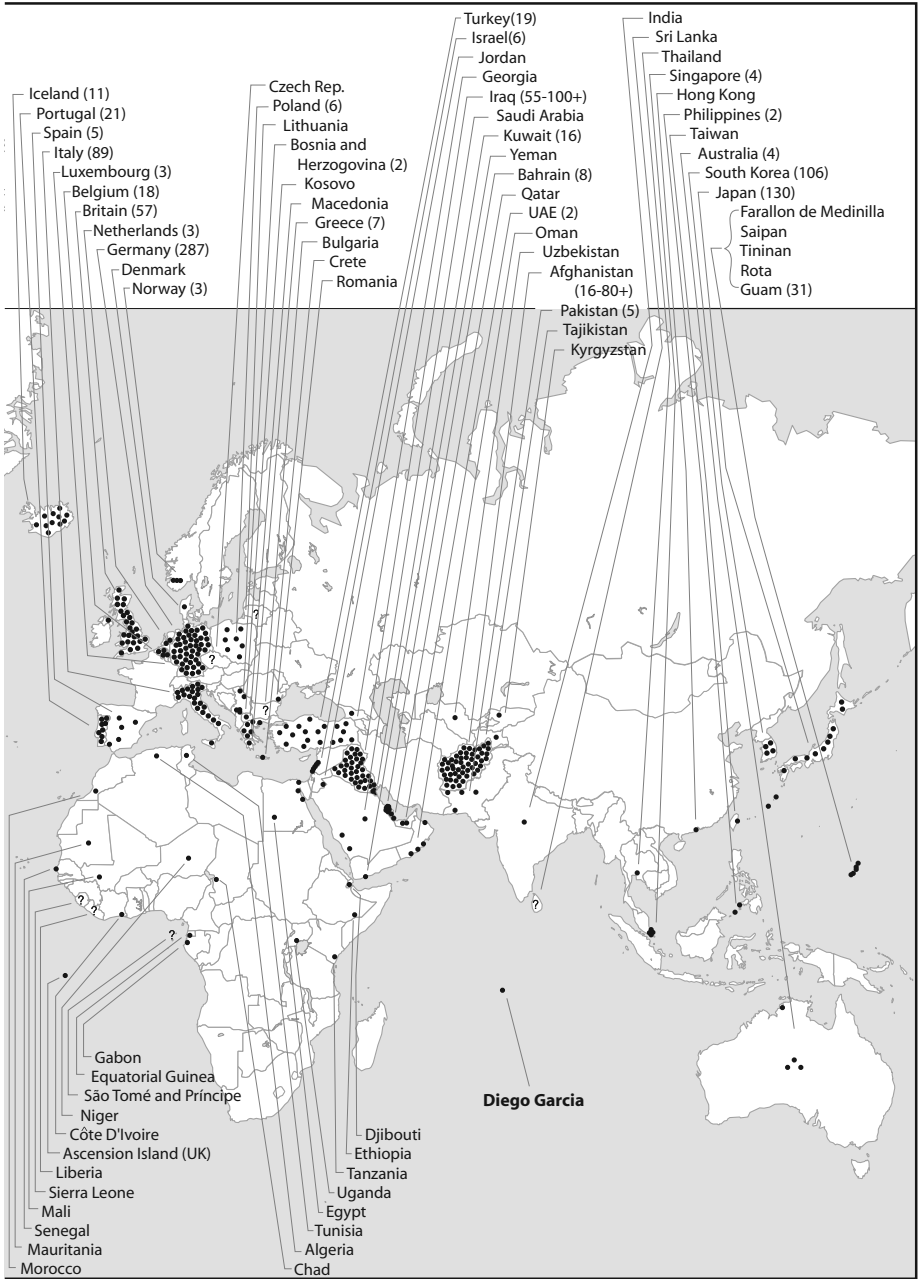 Iceland (11)
Portugal (21)
Spain (5)
Italy (89)
Luxembourg (3)
Belgium (18)
Britain (57)
Netherlands (3)
Germany (287)
Denmark
Norway (3)
Czech Rep.
Poland (6)
Lithuania
Bosnia and
Herzogovina (2)
Kosovo
Macedonia
Greece (7)
Bulgaria
Crete
Romania
Turkey(19)
Israel(6)
Jordan
Georgia
Iraq (55-100+)
Saudi Arabia
Kuwait (16)
Yeman
Bahrain (8)
Qatar
UAE (2)
Oman
Uzbekistan
Afghanistan
(16-80+)
Pakistan (5)
Tajikistan
Kyrgyzstan
India
Sri Lanka
Thailand
Singapore (4)
Hong Kong
Philippines (2)
Taiwan
Australia (4)
South Korea (106)
Japan (130)
Farallon de Medinilla
Saipan
Tininan
Rota
Guam (31)
?
?
?
?
?
?
?
Diego Garcia
Gabon
Equatorial Guinea
São Tomé and Príncipe
Niger
Côte D'Ivoire
Ascension Island (UK)
Liberia
Sierra Leone
Mali
Senegal
Mauritania
Morocco
Djibouti
Ethiopia
Tanzania
Uganda
Egypt
Tunisia
Algeria
Chad